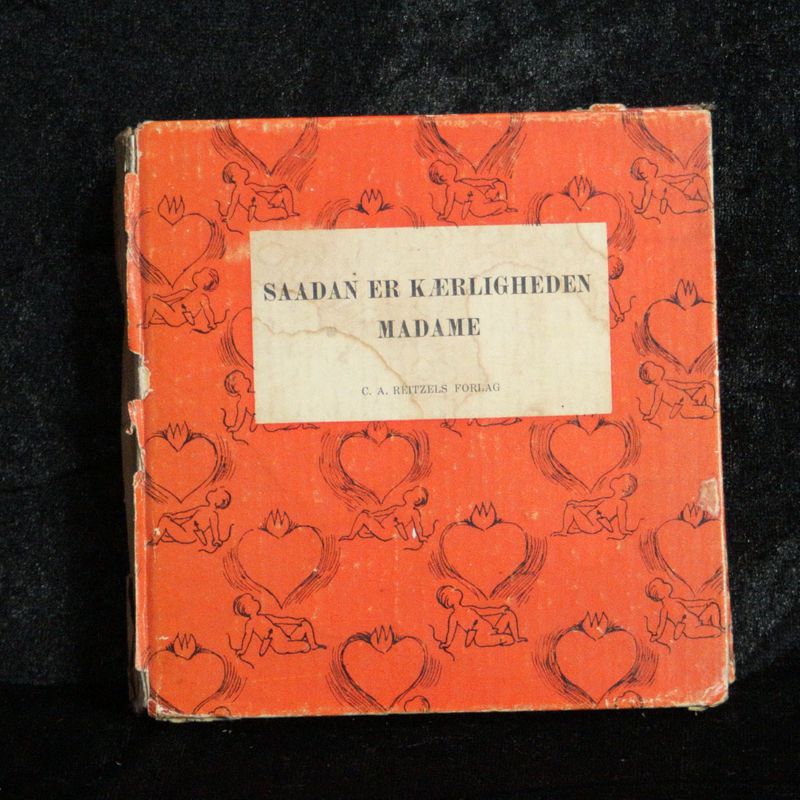 SAADAN ER KÆRLIGHEDEN
MADAME
C. A. REITZELS FORLAG